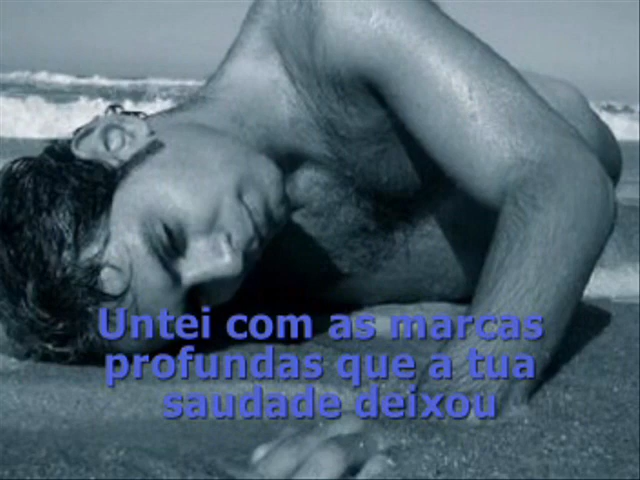 Untei com as marcas
profundas que a tua
saudade deixou